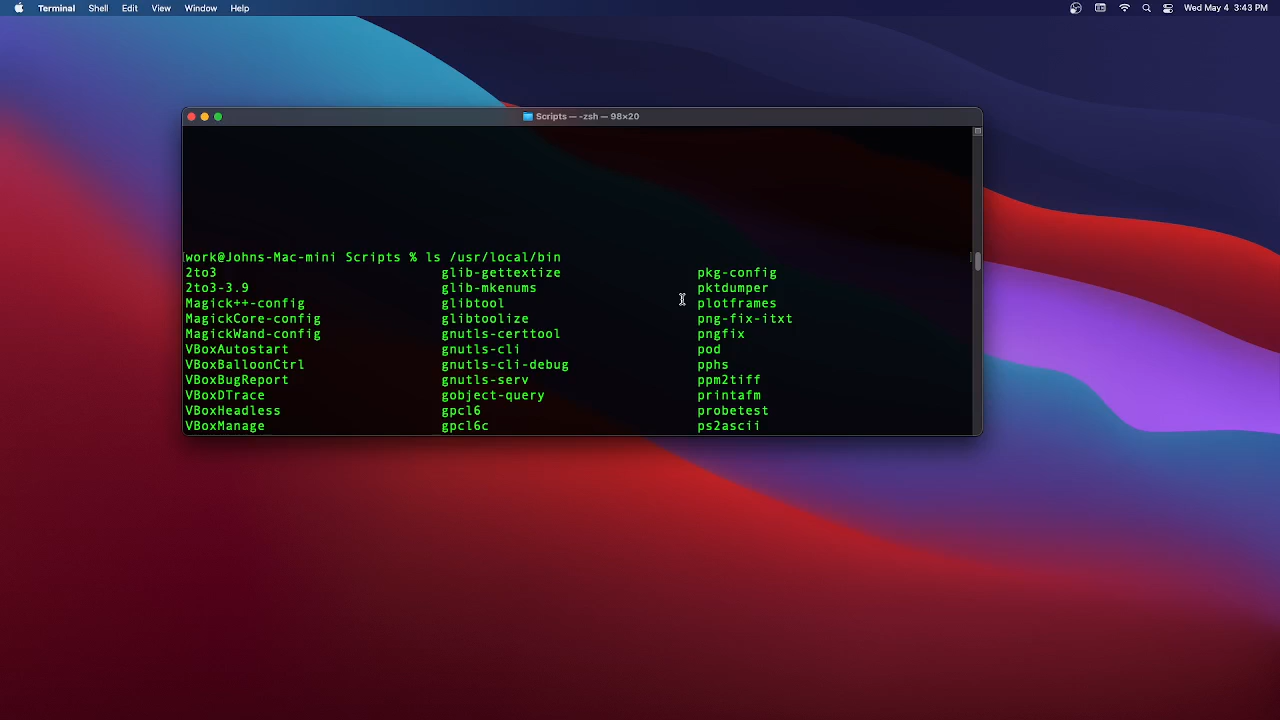 Terminal Shell Edit View Window Help Wed May 4 3:43 PM
Scripts — -zsh — 98×20
work@Johns-Mac-mini Scripts % ls /usr/local/bin
2to3 glib-gettextize pkg-config
2to3-3.9 glib-mkenums pktdumper
Magick++-config glibtool plotframes
MagickCore-config glibtoolize png-fix-itxt
MagickWand-config gnutls-certtool pngfix
VBoxAutostart gnutls-cli pod
VBoxBalloonCtrl gnutls-cli-debug pphs
VBoxBugReport gnutls-serv ppm2tiff
VBoxDTrace gobject-query printafm
VBoxHeadless gpcl6 probetest
VBoxManage gpcl6c ps2ascii